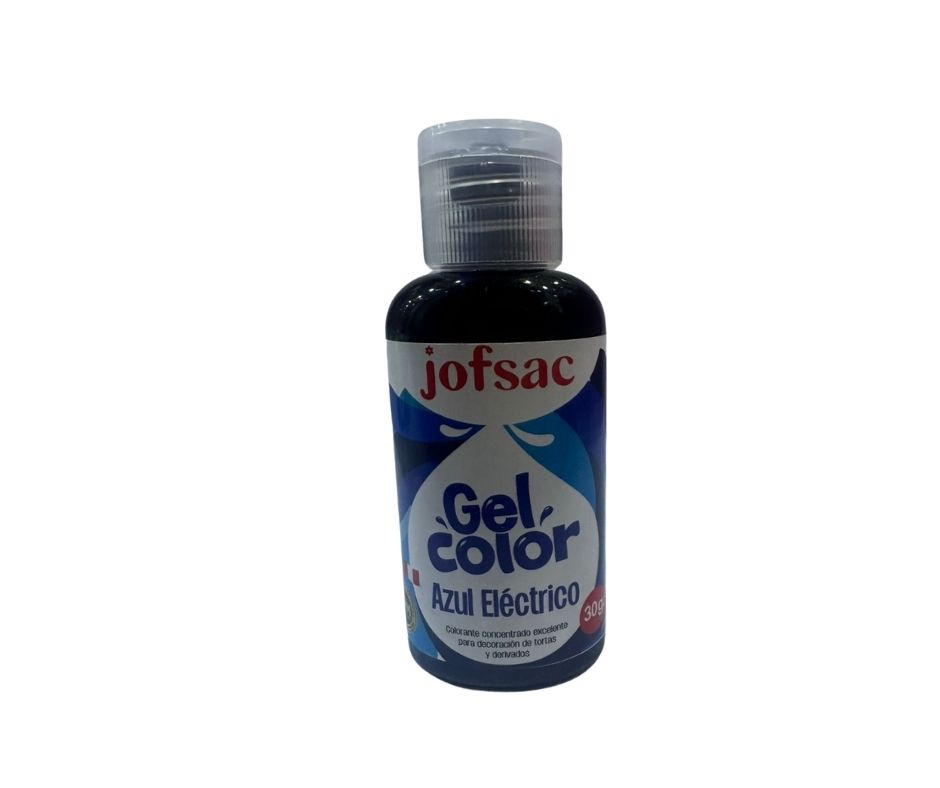 jofsac
Gel
color
Azul Eléctrico
30g
Colorante concentrado excelente
para decoración de tortas
y derivados